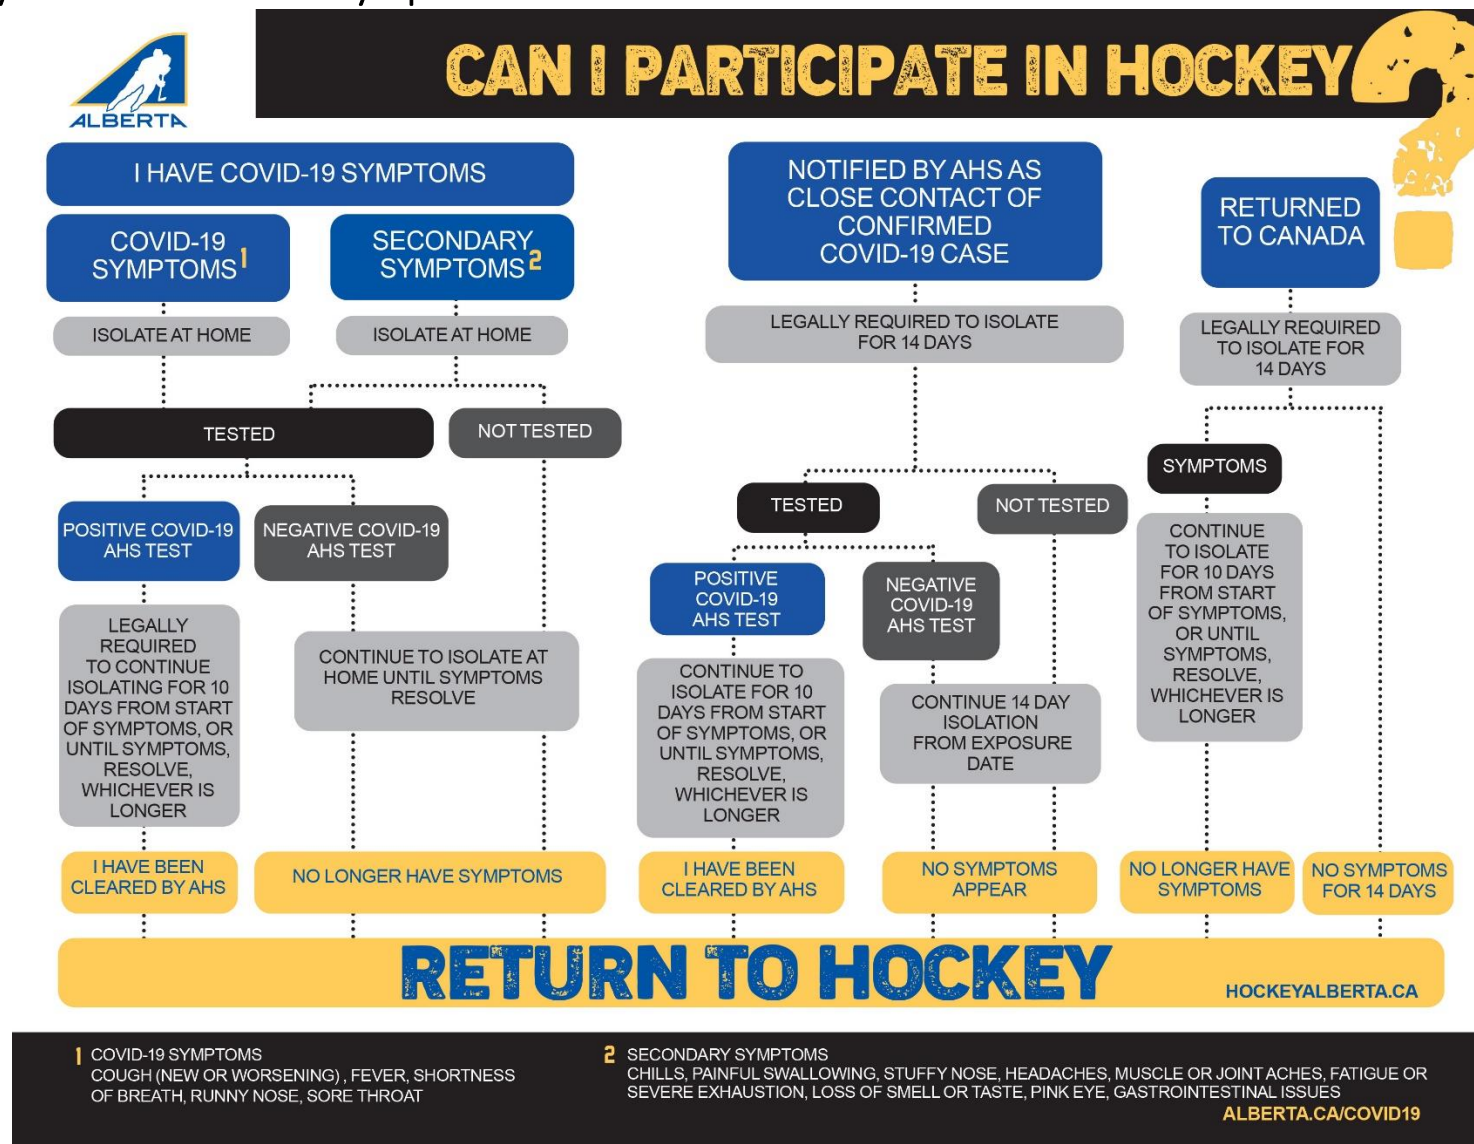 ALBERTA
CAN I PARTICIPATE IN HOCKEY?
I HAVE COVID-19 SYMPTOMS
COVID-19
SYMPTOMS1
ISOLATE AT HOME
SECONDARY
SYMPTOMS2
ISOLATE AT HOME
TESTED
NOT TESTED
POSITIVE COVID-19
AHS TEST
NEGATIVE COVID-19
AHS TEST
LEGALLY
REQUIRED
TO CONTINUE
ISOLATING FOR 10
DAYS FROM START
OF SYMPTOMS, OR
UNTIL SYMPTOMS,
RESOLVE,
WHICHEVER IS
LONGER
CONTINUE TO ISOLATE AT
HOME UNTIL SYMPTOMS
RESOLVE
I HAVE BEEN
CLEARED BY AHS
NO LONGER HAVE SYMPTOMS
NOTIFIED BY AHS AS
CLOSE CONTACT OF
CONFIRMED
COVID-19 CASE
LEGALLY REQUIRED TO ISOLATE
FOR 14 DAYS
TESTED
NOT TESTED
POSITIVE
COVID-19
AHS TEST
NEGATIVE
COVID-19
AHS TEST
CONTINUE TO
ISOLATE FOR 10
DAYS FROM START
OF SYMPTOMS, OR
UNTIL SYMPTOMS,
RESOLVE,
WHICHEVER IS
LONGER
CONTINUE 14 DAY
ISOLATION
FROM EXPOSURE
DATE
I HAVE BEEN
CLEARED BY AHS
NO SYMPTOMS
APPEAR
RETURNED
TO CANADA
LEGALLY REQUIRED
TO ISOLATE FOR
14 DAYS
SYMPTOMS
CONTINUE
TO ISOLATE
FOR 10 DAYS
FROM START
OF SYMPTOMS,
OR UNTIL
SYMPTOMS,
RESOLVE,
WHICHEVER IS
LONGER
NO LONGER HAVE
SYMPTOMS
NO SYMPTOMS
FOR 14 DAYS
RETURN TO HOCKEY
HOCKEYALBERTA.CA
1 COVID-19 SYMPTOMS
COUGH (NEW OR WORSENING) , FEVER, SHORTNESS
OF BREATH, RUNNY NOSE, SORE THROAT
2 SECONDARY SYMPTOMS
CHILLS, PAINFUL SWALLOWING, STUFFY NOSE, HEADACHES, MUSCLE OR JOINT ACHES, FATIGUE OR
SEVERE EXHAUSTION, LOSS OF SMELL OR TASTE, PINK EYE, GASTROINTESTINAL ISSUES
ALBERTA.CA/COVID19